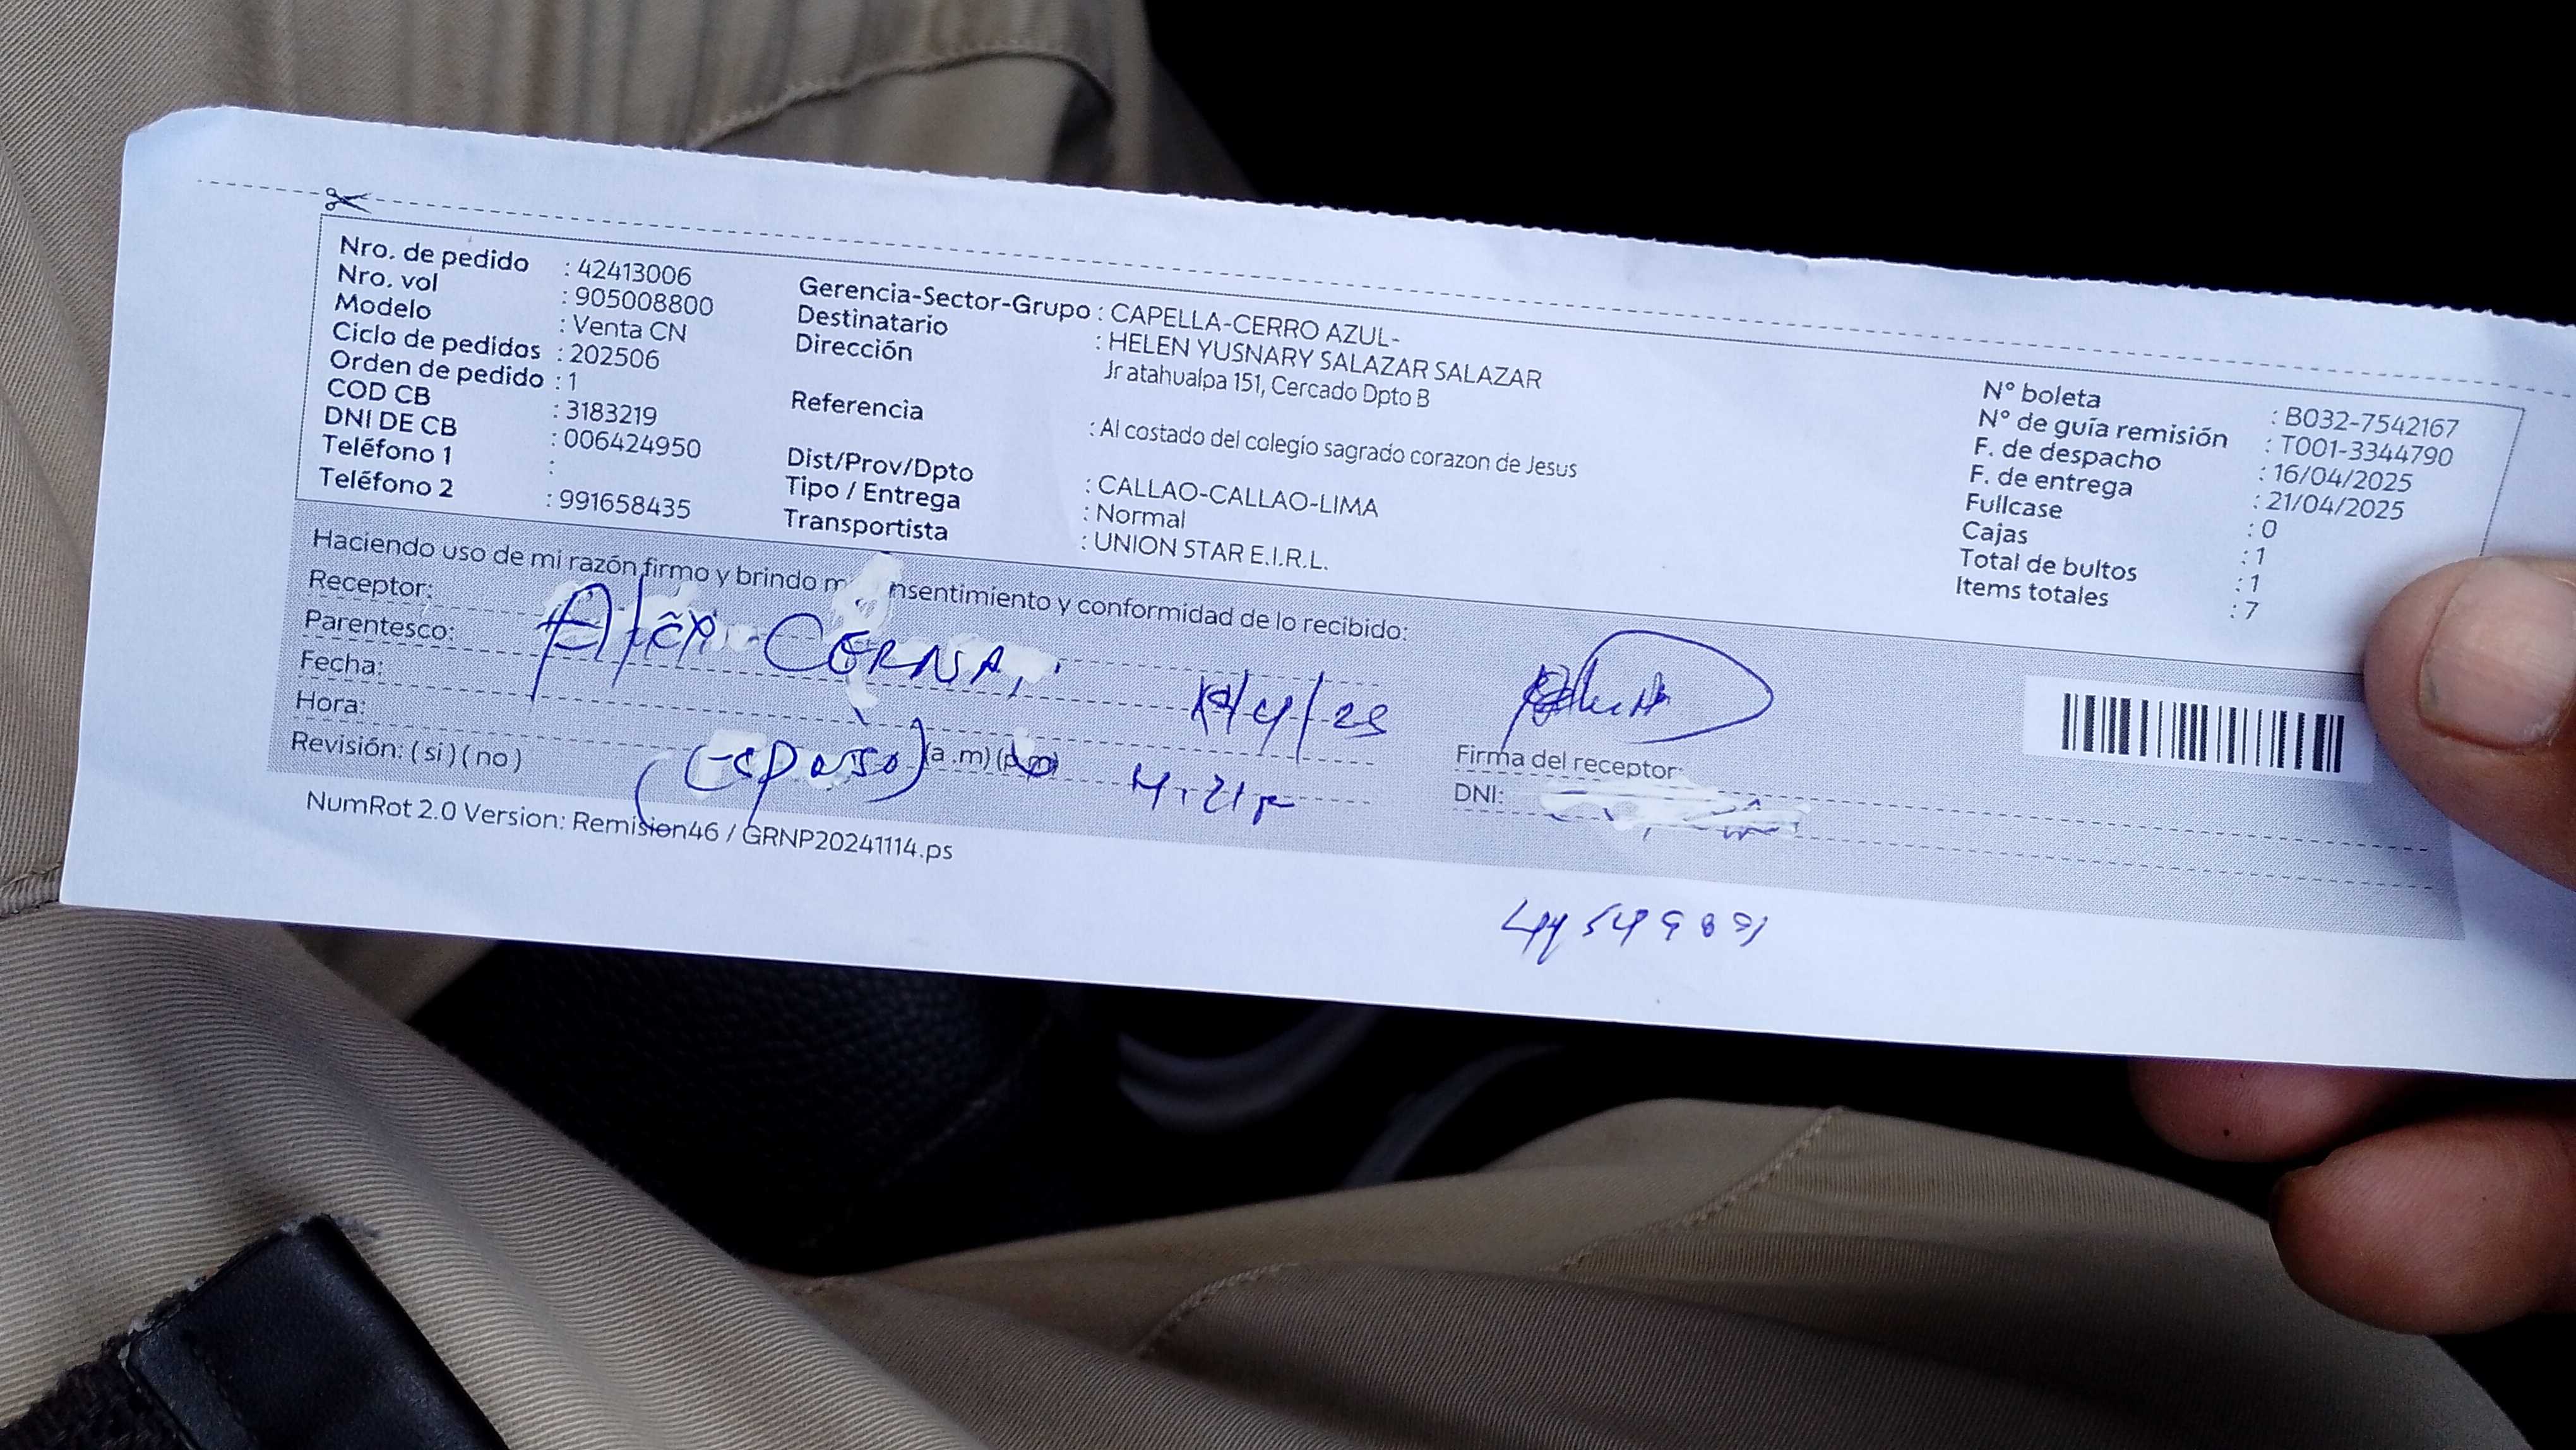 Nro. de pedido : 42413006
Nro. vol : 905008800
Modelo : Venta CN
Ciclo de pedidos : 202506
Orden de pedido : 1
COD CB : 3183219
DNI DE CB : 006424950
Teléfono 1 :
Teléfono 2 : 991658435
Gerencia-Sector-Grupo : CAPELLA-CERRO AZUL-
Destinatario : HELEN YUSNARY SALAZAR SALAZAR
Dirección Jr atahualpa 151, Cercado Dpto B
Referencia : Al costado del colegio sagrado corazon de Jesus
Dist/Prov/Dpto : CALLAO-CALLAO-LIMA
Tipo / Entrega : Normal
Transportista : UNION STAR E.I.R.L.
N° boleta : B032-7542167
N° de guía remisión : T001-3344790
F. de despacho : 16/04/2025
F. de entrega : 21/04/2025
Fullcase : 0
Cajas : 1
Total de bultos : 1
Items totales : 7
Haciendo uso de mi razón firmo y brindo m nsentimiento y conformidad de lo recibido:
Receptor:
Parentesco: CERNA
Fecha:
Hora: (a.m)
Revisión: (si) (no)
Firma del receptor:
DNI:
NumRot 2.0 Version: Remision46 / GRNP20241114.ps